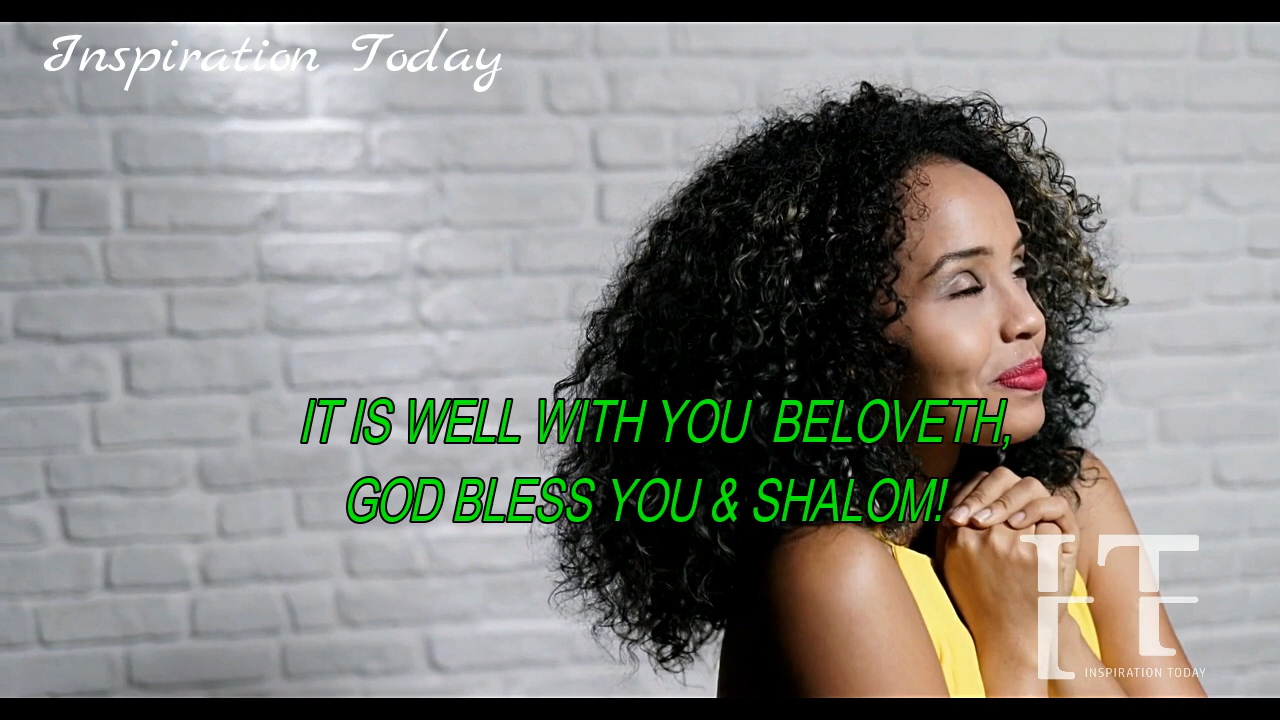 Inspiration Today
IT IS WELL WITH YOU  BELOVETH,
GOD BLESS YOU & SHALOM!
IT
INSPIRATION TODAY